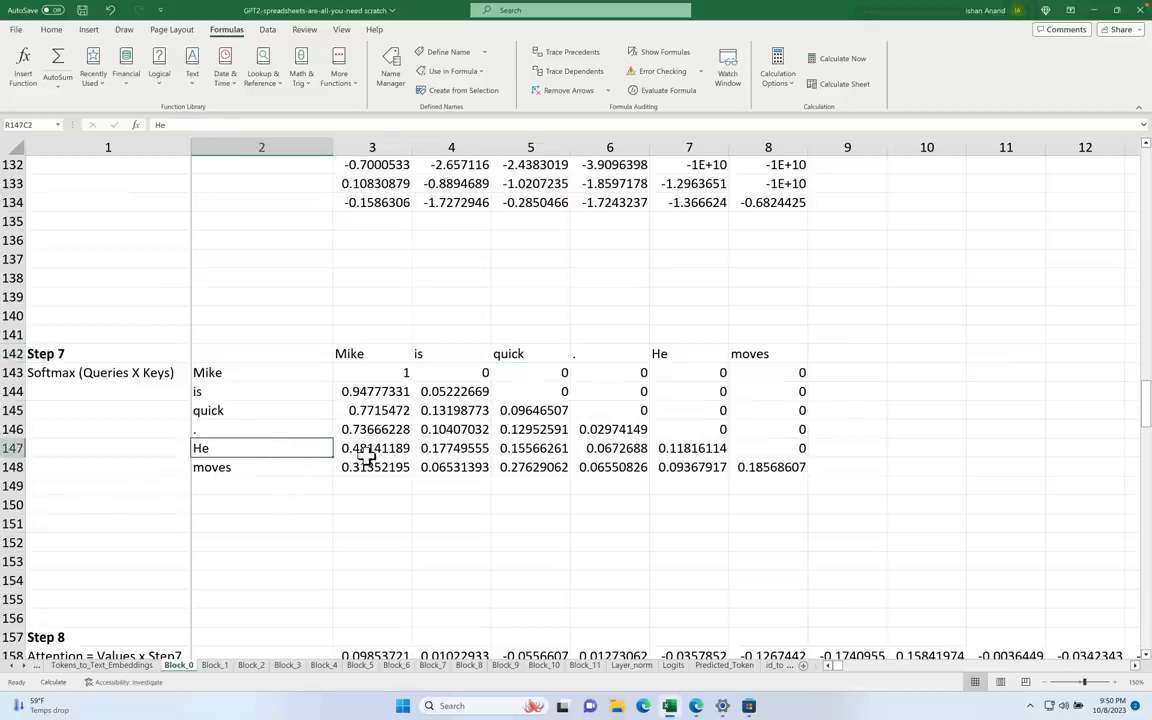 AutoSave Off GPT2-spreadsheets-are-all-you-need scratch Search Ishan Anand IA
File Home Insert Draw Page Layout Formulas Data Review View Help Comments Share
Insert Function AutoSum Recently Used Financial Logical Text Date & Time Lookup & Reference Math & Trig More Functions Name Manager Define Name Use in Formula Create from Selection Trace Precedents Trace Dependents Remove Arrows Show Formulas Error Checking Evaluate Formula Watch Window Calculation Options Calculate Now Calculate Sheet
Function Library Defined Names Formula Auditing Calculation
R147C2 fx He
1 2 3 4 5 6 7 8 9 10 11 12
132 -0.7000533 -2.657116 -2.4383019 -3.9096398 -1E+10 -1E+10
133 0.10830879 -0.8894689 -1.0207235 -1.8597178 -1.2963651 -1E+10
134 -0.1586306 -1.7272946 -0.2850466 -1.7243237 -1.366624 -0.6824425
135
136
137
138
139
140
141
142 Step 7 Mike is quick . He moves
143 Softmax (Queries X Keys) Mike 1 0 0 0 0 0
144 is 0.94777331 0.05222669 0 0 0 0
145 quick 0.7715472 0.13198773 0.09646507 0 0 0
146 . 0.73666228 0.10407032 0.12952591 0.02974149 0 0
147 He 0.48141189 0.17749555 0.15566261 0.0672688 0.11816114 0
148 moves 0.31352195 0.06531393 0.27629062 0.06550826 0.09367917 0.18568607
149
150
151
152
153
154
155
156
157 Step 8
158 Attention = Values x Step7 0.09853721 0.01022933 -0.0556607 0.01273062 -0.0357852 -0.1267442 -0.1740955 0.15841974 -0.0036449 -0.0342343
... Tokens_to_Text_Embeddings Block_0 Block_1 Block_2 Block_3 Block_4 Block_5 Block_6 Block_7 Block_8 Block_9 Block_10 Block_11 Layer_norm Logits Predicted_Token id_to ...
Ready Calculate Accessibility: Investigate 150%
59°F
Temps drop
Search
9:50 PM
10/8/2023